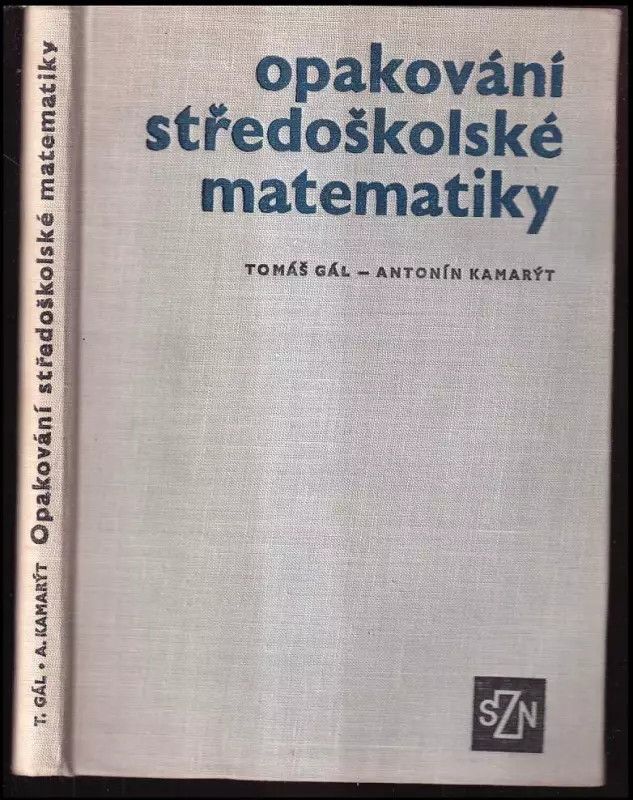 opakování
středoškolské
matematiky
TOMÁŠ GÁL – ANTONÍN KAMARÝT
SZN
T. GÁL • A. KAMARÝT Opakování středoškolské matematiky